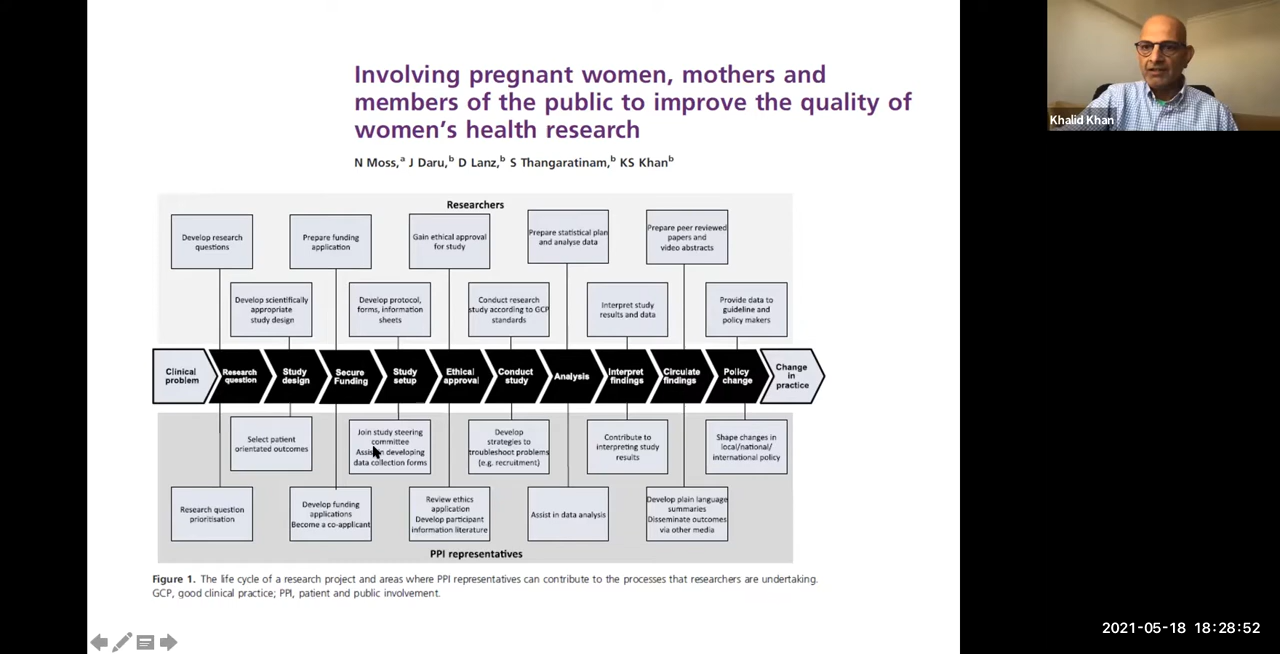 Involving pregnant women, mothers and
members of the public to improve the quality of
women's health research
N Moss,a J Daru,b D Lanz,b S Thangaratinam,b KS Khanb
Khalid Khan
Researchers
Develop research
questions
Prepare funding
application
Gain ethical approval
for study
Prepare statistical plan
and analyse data
Prepare peer reviewed
papers and
video abstracts
Develop scientifically
appropriate
study design
Develop protocol,
forms, information
sheets
Conduct research
study according to GCP
standards
Interpret study
results and data
Provide data to
guideline and
policy makers
Clinical
problem
Research
question
Study
design
Secure
Funding
Study
setup
Ethical
approval
Conduct
study
Analysis
Interpret
findings
Circulate
findings
Policy
change
Change
in
practice
Select patient
orientated outcomes
Join study steering
committee
Assist in developing
data collection forms
Develop
strategies to
troubleshoot problems
(e.g. recruitment)
Contribute to
interpreting study
results
Shape changes in
local/national/
international policy
Research question
prioritisation
Develop funding
applications
Become a co-applicant
Review ethics
application
Develop participant
information literature
Assist in data analysis
Develop plain language
summaries
Disseminate outcomes
via other media
PPI representatives
Figure 1. The life cycle of a research project and areas where PPI representatives can contribute to the processes that researchers are undertaking.
GCP, good clinical practice; PPI, patient and public involvement.
2021-05-18 18:28:52